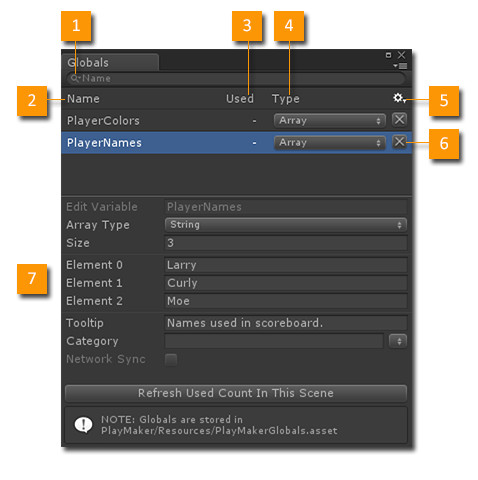 1
3
4
Globals
Name
2
Name Used Type
5
PlayerColors - Array
PlayerNames - Array
6
Edit Variable PlayerNames
Array Type String
Size 3
7
Element 0 Larry
Element 1 Curly
Element 2 Moe
Tooltip Names used in scoreboard.
Category
Network Sync
Refresh Used Count In This Scene
NOTE: Globals are stored in
PlayMaker/Resources/PlayMakerGlobals.asset